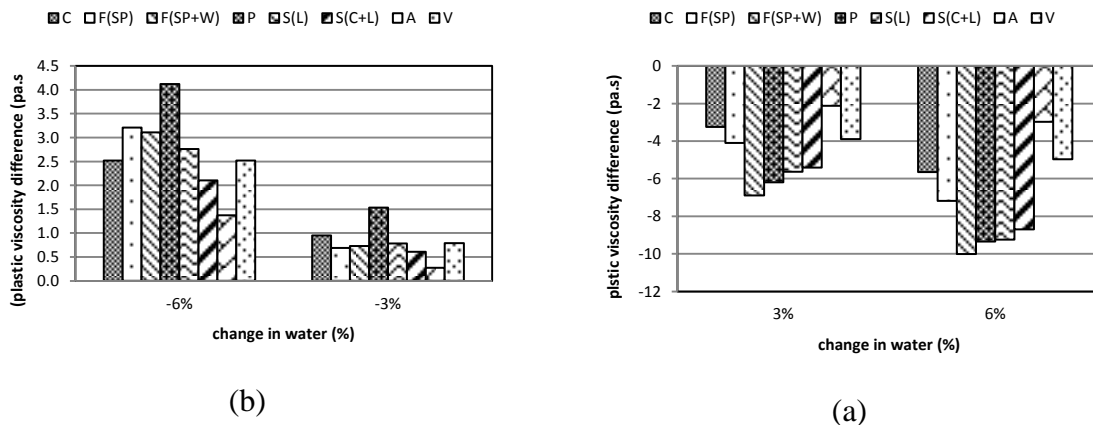 C F(SP) F(SP+W) P S(L) S(C+L) A V
(plastic viscosity difference (pa.s)
4.5
4.0
3.5
3.0
2.5
2.0
1.5
1.0
0.5
0.0
-6% -3%
change in water (%)
(b)
C F(SP) F(SP+W) P S(L) S(C+L) A V
plstic viscosity difference (pa.s)
0
-2
-4
-6
-8
-10
-12
3% 6%
change in water (%)
(a)